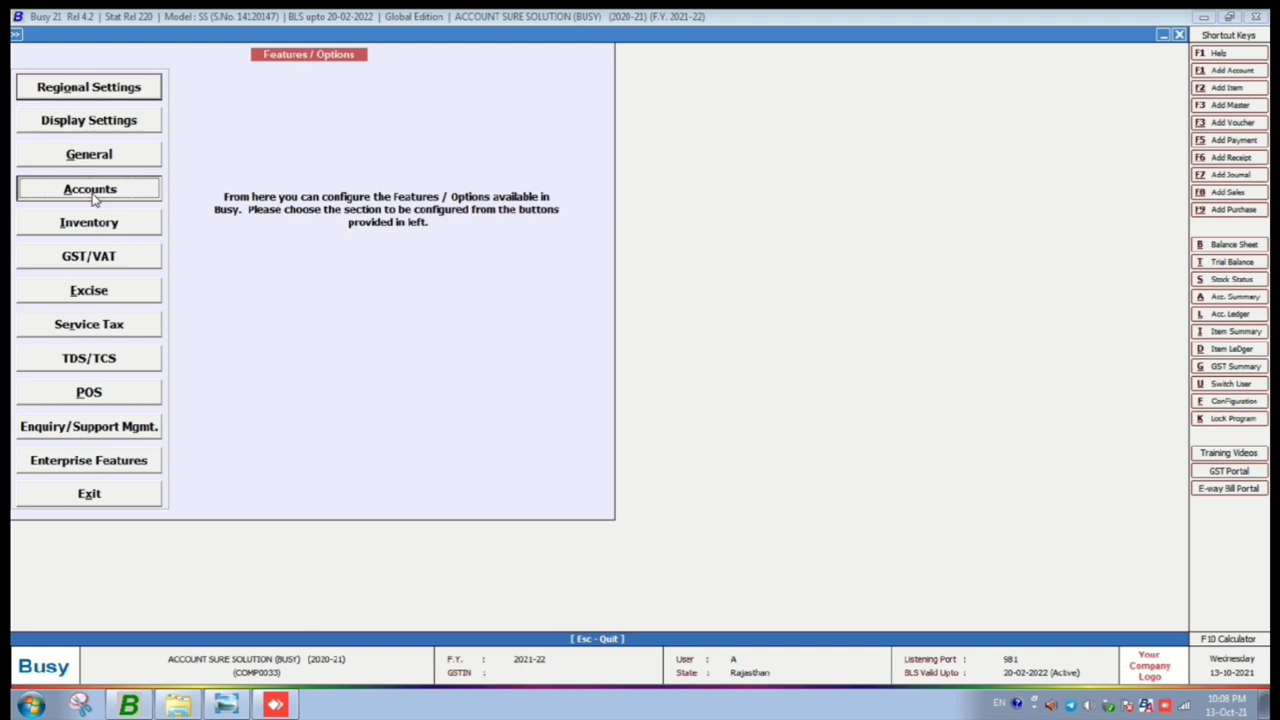 Busy 21 Rel 4.2 | Stat Rel 220 | Model : SS (S.No. 14120147) | BLS upto 20-02-2022 | Global Edition | ACCOUNT SURE SOLUTION (BUSY) (2020-21) (F.Y. 2021-22)
>>
Shortcut Keys
Features / Options
Regional Settings
Display Settings
General
Accounts
Inventory
GST/VAT
Excise
Service Tax
TDS/TCS
POS
Enquiry/Support Mgmt.
Enterprise Features
Exit
From here you can configure the Features / Options available in
Busy. Please choose the section to be configured from the buttons
provided in left.
F1 Help
F1 Add Account
F2 Add Item
F3 Add Master
F3 Add Voucher
F5 Add Payment
F6 Add Receipt
F7 Add Journal
F8 Add Sales
F9 Add Purchase
B Balance Sheet
T Trial Balance
S Stock Status
A Acc. Summary
L Acc. Ledger
I Item Summary
D Item LeDger
G GST Summary
U Switch User
F ConFiguration
K LocK Program
Training Videos
GST Portal
E-way Bill Portal
[ Esc - Quit ]
F10 Calculator
Busy
ACCOUNT SURE SOLUTION (BUSY) (2020-21)
(COMP0033)
F.Y. : 2021-22
GSTIN :
User : A
State : Rajasthan
Listening Port : 981
BLS Valid Upto : 20-02-2022 (Active)
Your
Company
Logo
Wednesday
13-10-2021
EN
10:08 PM
13-Oct-21